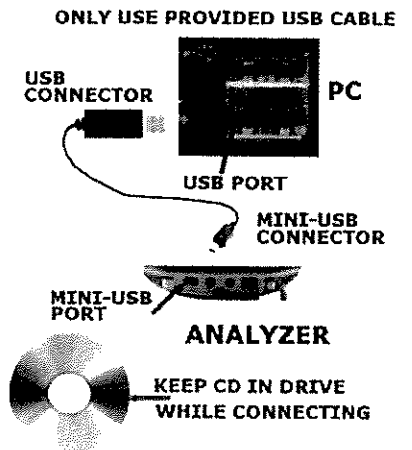 ONLY USE PROVIDED USB CABLE
USB
CONNECTOR
PC
USB PORT
MINI-USB
CONNECTOR
MINI-USB
PORT
ANALYZER
KEEP CD IN DRIVE
WHILE CONNECTING